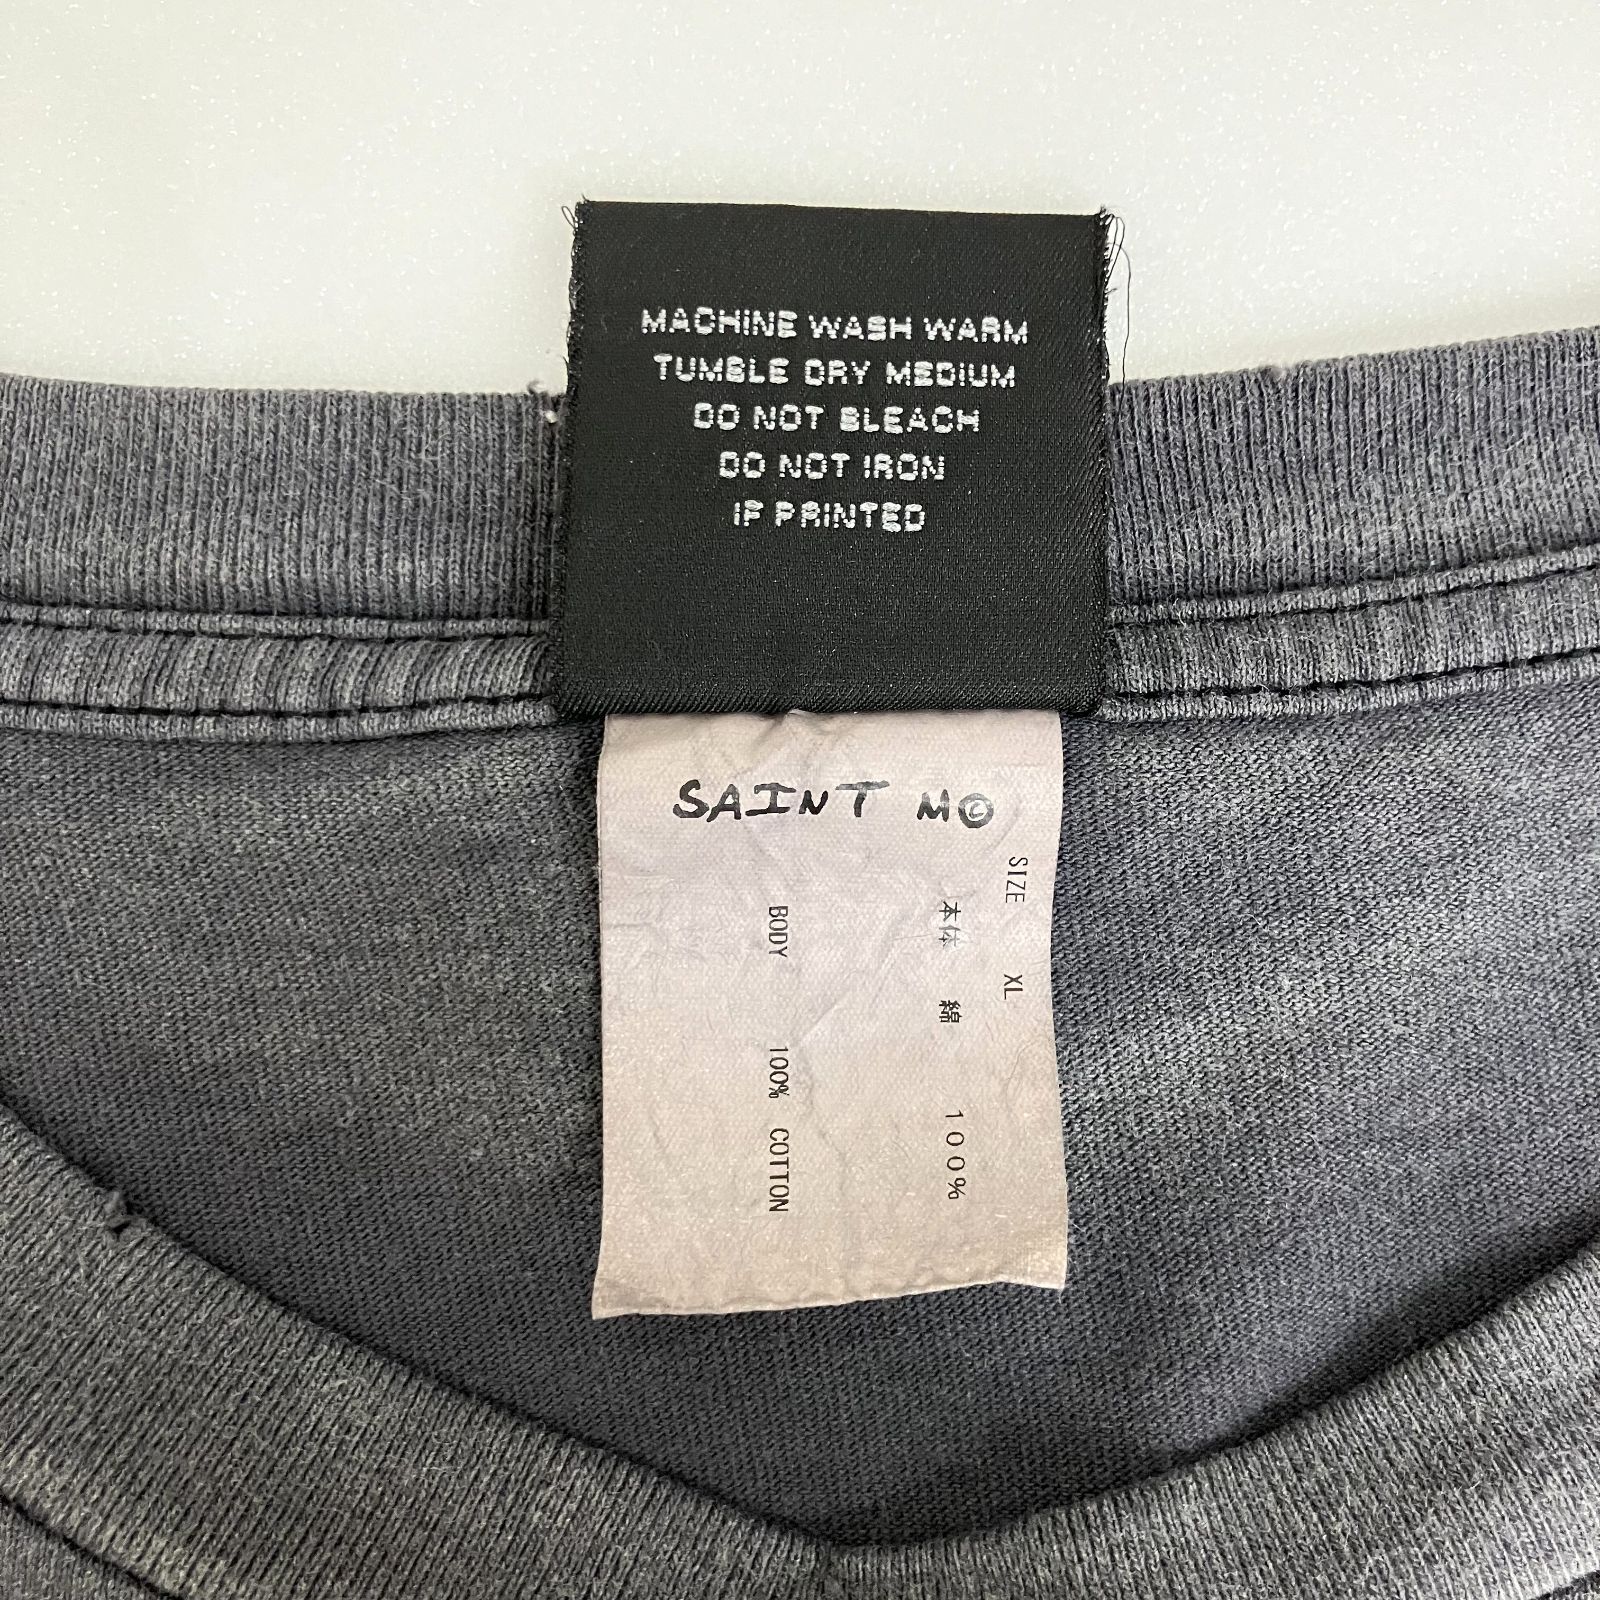 MACHINE WASH WARM
TUMBLE DRY MEDIUM
DO NOT BLEACH
DO NOT IRON
IF PRINTED
SAINT M©
SIZE XL
本体 綿 100%
BODY 100% COTTON